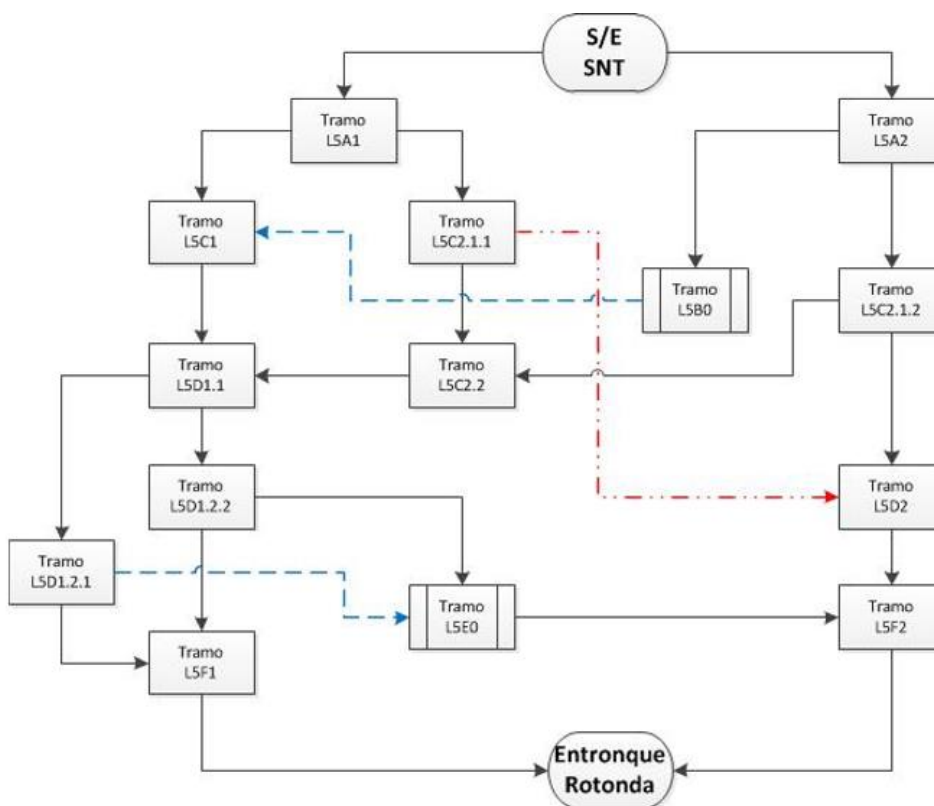 S/E
SNT
Tramo
L5A1
Tramo
L5A2
Tramo
L5C1
Tramo
L5C2.1.1
Tramo
L5B0
Tramo
L5C2.1.2
Tramo
L5D1.1
Tramo
L5C2.2
Tramo
L5D1.2.2
Tramo
L5D2
Tramo
L5D1.2.1
Tramo
L5E0
Tramo
L5F2
Tramo
L5F1
Entronque
Rotonda